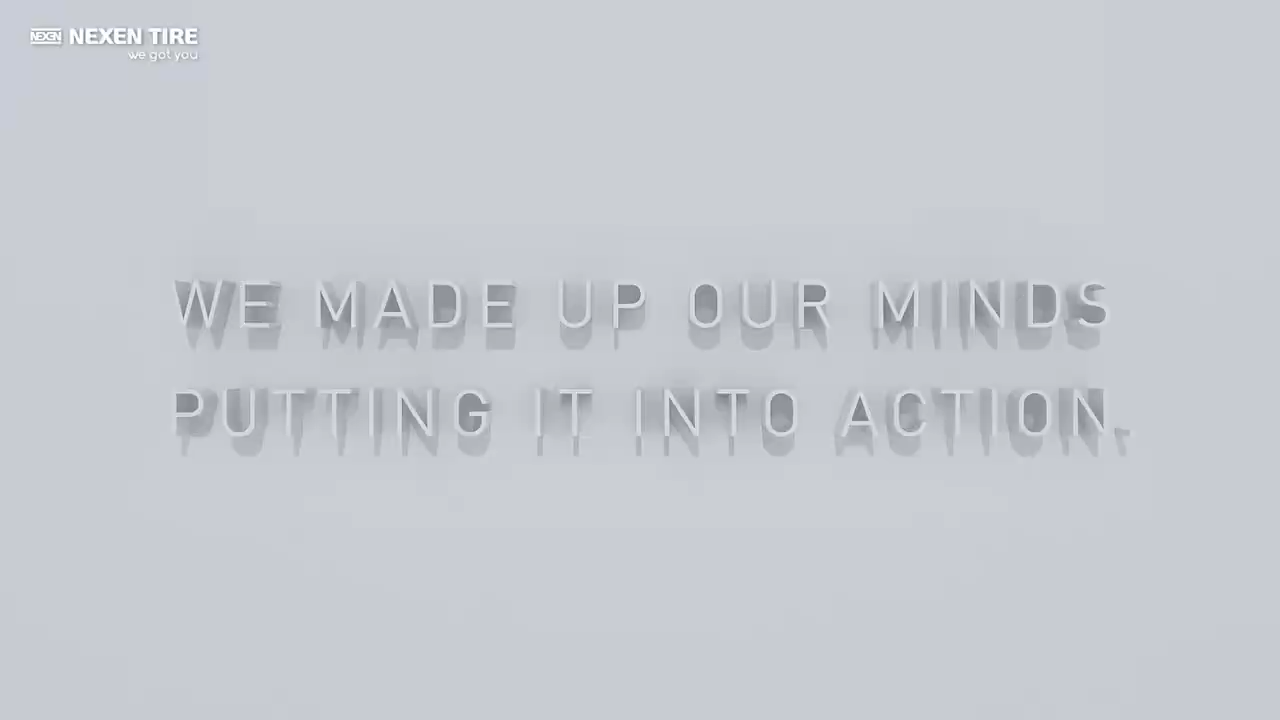 NEXEN NEXEN TIRE
we got you
WE MADE UP OUR MINDS
PUTTING IT INTO ACTION.